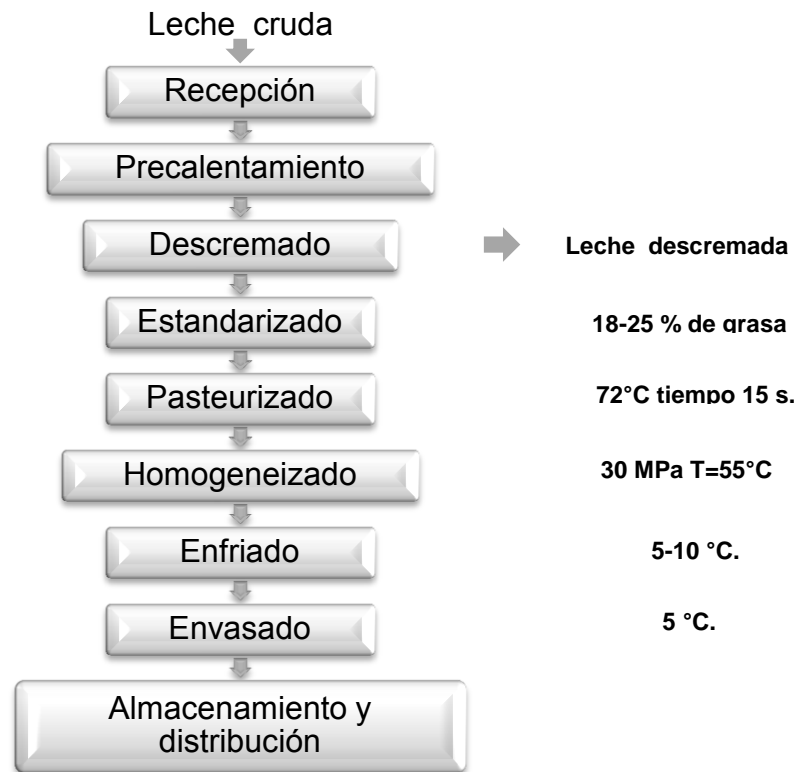 Leche cruda
Recepción
Precalentamiento
Descremado
Leche descremada
Estandarizado
18-25 % de grasa
Pasteurizado
72°C tiempo 15 s.
Homogeneizado
30 MPa T=55°C
Enfriado
5-10 °C.
Envasado
5 °C.
Almacenamiento y
distribución